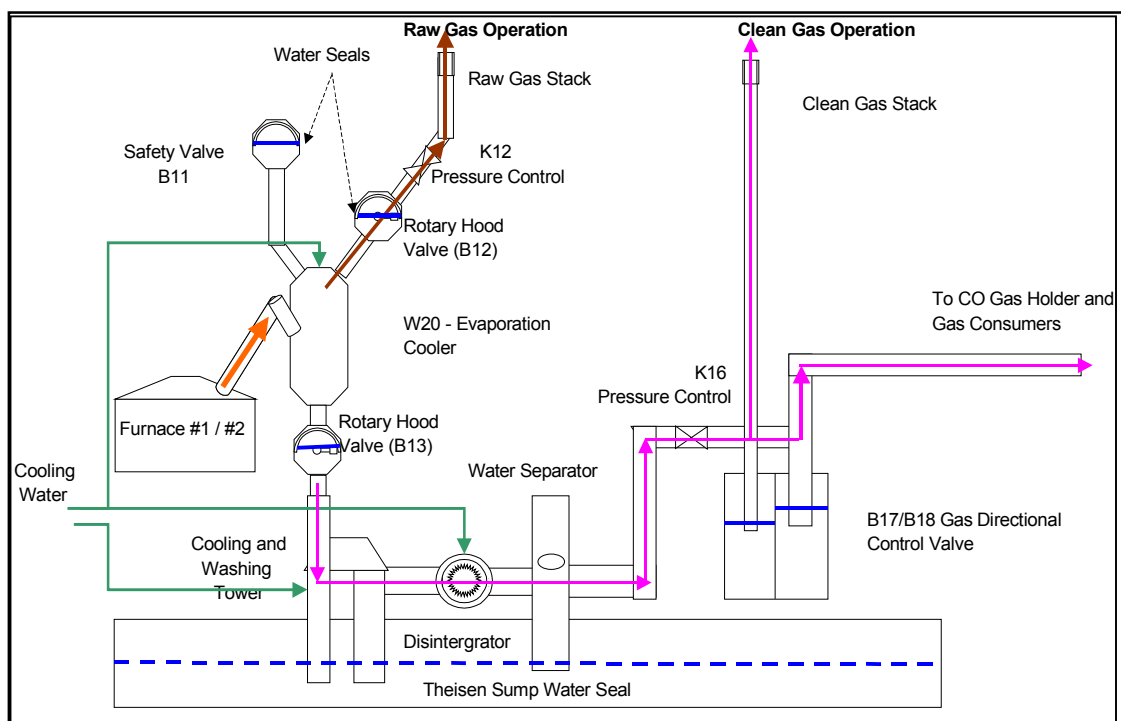 Raw Gas Operation
Clean Gas Operation
Water Seals
Raw Gas Stack
Clean Gas Stack
Safety Valve
B11
K12
Pressure Control
Rotary Hood
Valve (B12)
To CO Gas Holder and
Gas Consumers
W20 - Evaporation
Cooler
K16
Pressure Control
Furnace #1 / #2
Rotary Hood
Valve (B13)
Cooling
Water
Water Separator
B17/B18 Gas Directional
Control Valve
Cooling and
Washing
Tower
Disintergrator
Theisen Sump Water Seal